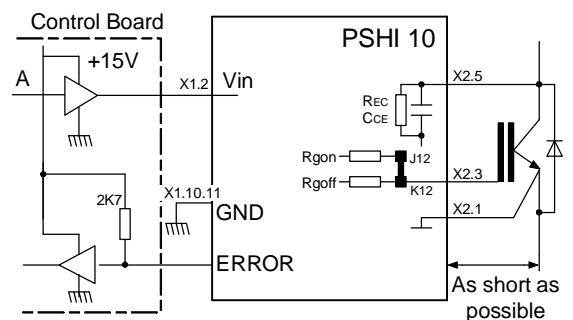 Control Board
PSHI 10
+15V
A
X1.2
Vin
X2.5
REC
CCE
Rgon
J12
Rgoff
K12
X2.3
2K7
X1.10.11
GND
X2.1
ERROR
As short as
possible